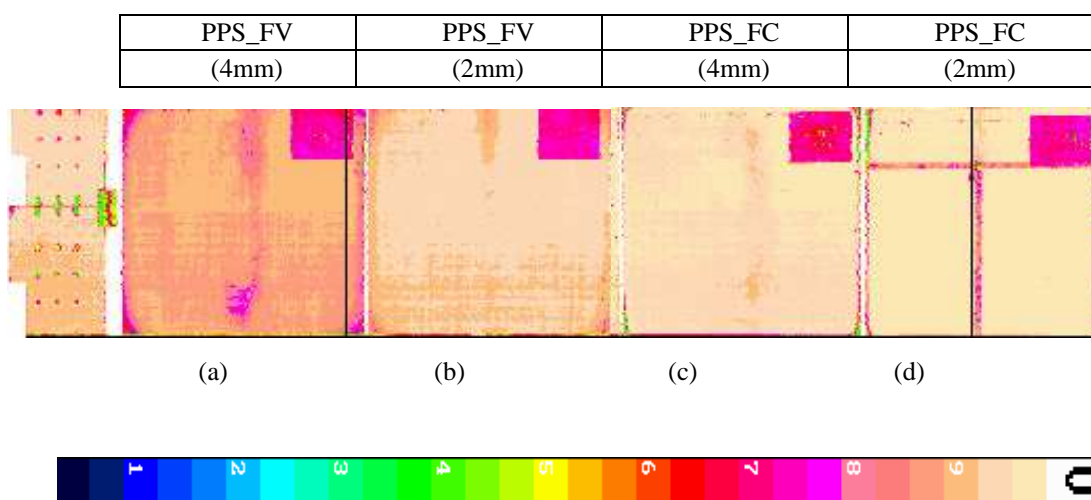 PPS_FV PPS_FV PPS_FC PPS_FC
(4mm) (2mm) (4mm) (2mm)
(a) (b) (c) (d)
1 2 3 4 5 6 7 8 9